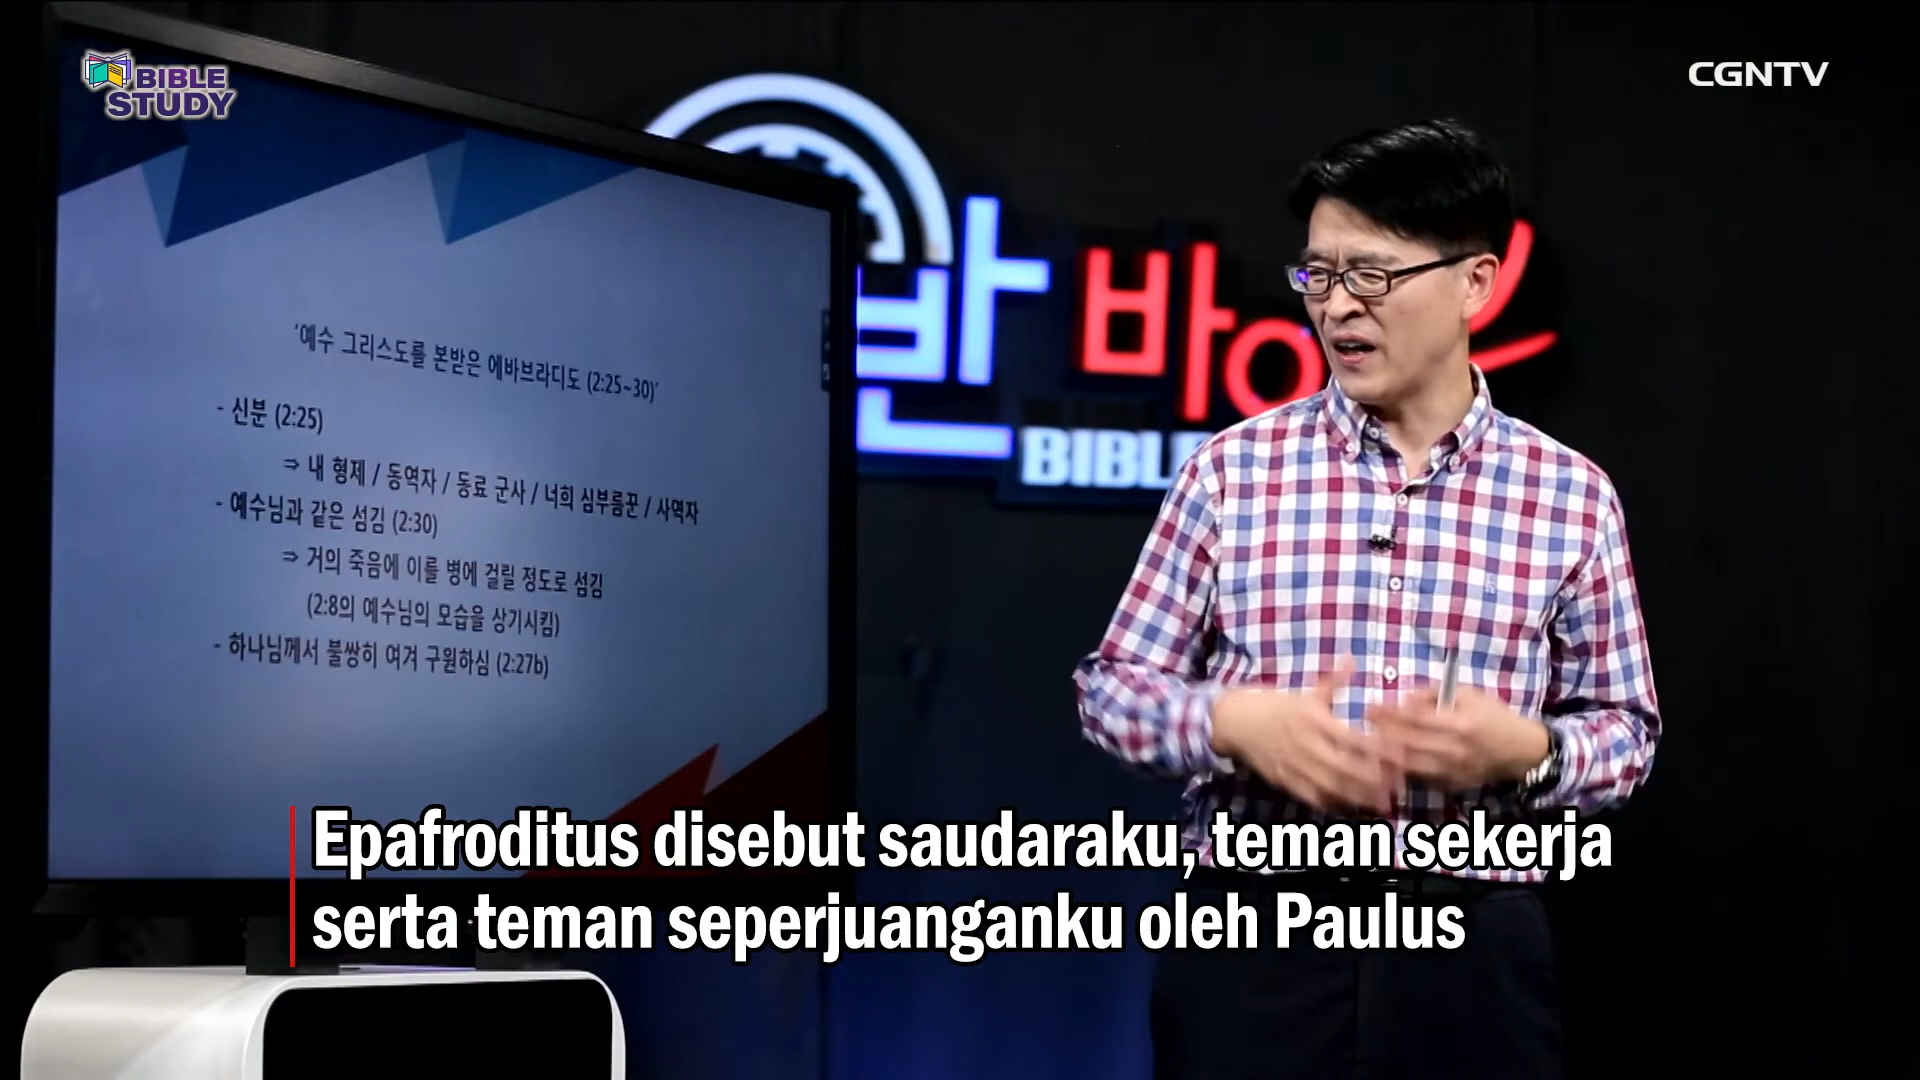 BIBLE
STUDY
CGNTV
'예수 그리스도를 본받은 에바브라디도 (2:25~30)'
- 신분 (2:25)
⇒ 내 형제 / 동역자 / 동료 군사 / 너희 심부름꾼 / 사역자
- 예수님과 같은 섬김 (2:30)
⇒ 거의 죽음에 이를 병에 걸릴 정도로 섬김
(2:8의 예수님의 모습을 상기시킴)
- 하나님께서 불쌍히 여겨 구원하심 (2:27b)
반 바이
BIBLE
Epafroditus disebut saudaraku, teman sekerja
serta teman seperjuanganku oleh Paulus